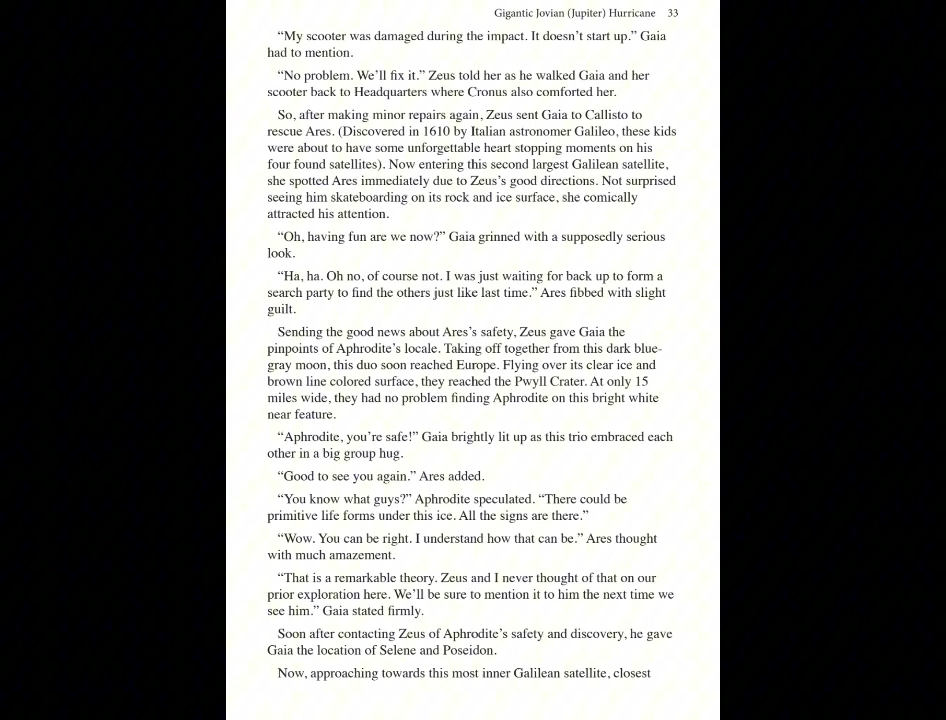 Gigantic Jovian (Jupiter) Hurricane 33
“My scooter was damaged during the impact. It doesn’t start up.” Gaia
had to mention.
“No problem. We’ll fix it.” Zeus told her as he walked Gaia and her
scooter back to Headquarters where Cronus also comforted her.
So, after making minor repairs again, Zeus sent Gaia to Callisto to
rescue Ares. (Discovered in 1610 by Italian astronomer Galileo, these kids
were about to have some unforgettable heart stopping moments on his
four found satellites). Now entering this second largest Galilean satellite,
she spotted Ares immediately due to Zeus’s good directions. Not surprised
seeing him skateboarding on its rock and ice surface, she comically
attracted his attention.
“Oh, having fun are we now?” Gaia grinned with a supposedly serious
look.
“Ha, ha. Oh no, of course not. I was just waiting for back up to form a
search party to find the others just like last time.” Ares fibbed with slight
guilt.
Sending the good news about Ares’s safety, Zeus gave Gaia the
pinpoints of Aphrodite’s locale. Taking off together from this dark blue-
gray moon, this duo soon reached Europe. Flying over its clear ice and
brown line colored surface, they reached the Pwyll Crater. At only 15
miles wide, they had no problem finding Aphrodite on this bright white
near feature.
“Aphrodite, you’re safe!” Gaia brightly lit up as this trio embraced each
other in a big group hug.
“Good to see you again.” Ares added.
“You know what guys?” Aphrodite speculated. “There could be
primitive life forms under this ice. All the signs are there.”
“Wow. You can be right. I understand how that can be.” Ares thought
with much amazement.
“That is a remarkable theory. Zeus and I never thought of that on our
prior exploration here. We’ll be sure to mention it to him the next time we
see him.” Gaia stated firmly.
Soon after contacting Zeus of Aphrodite’s safety and discovery, he gave
Gaia the location of Selene and Poseidon.
Now, approaching towards this most inner Galilean satellite, closest